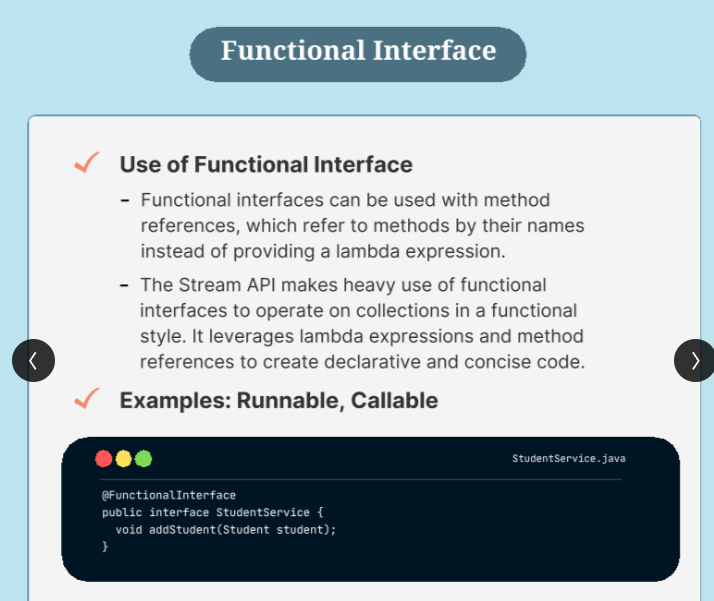 Functional Interface
Use of Functional Interface
- Functional interfaces can be used with method
references, which refer to methods by their names
instead of providing a lambda expression.
- The Stream API makes heavy use of functional
interfaces to operate on collections in a functional
style. It leverages lambda expressions and method
references to create declarative and concise code.
Examples: Runnable, Callable
StudentService.java
@FunctionalInterface
public interface StudentService {
  void addStudent(Student student);
}